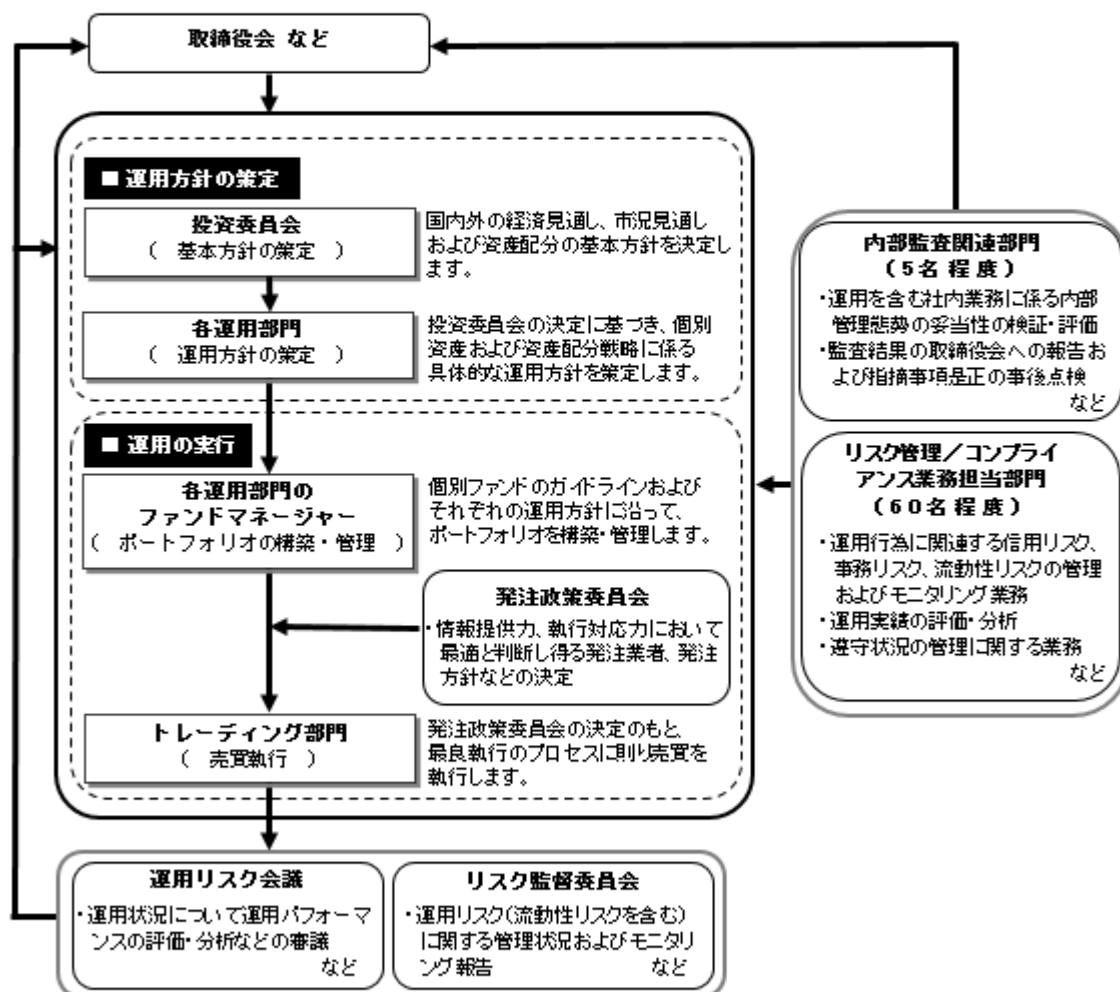 取締役会 など
■ 運用方針の策定
投資委員会
( 基本方針の策定 )
国内外の経済見通し、市況見通し
および資産配分の基本方針を決定し
ます。
各運用部門
( 運用方針の策定 )
投資委員会の決定に基づき、個別
資産および資産配分戦略に係る
具体的な運用方針を策定します。
■ 運用の実行
各運用部門の
ファンドマネージャー
( ポートフォリオの構築・管理 )
個別ファンドのガイドラインおよび
それぞれの運用方針に沿って、
ポートフォリオを構築・管理します。
発注政策委員会
・情報提供力、執行対応力において
最適と判断し得る発注業者、発注
方針などの決定
トレーディング部門
( 売買執行 )
発注政策委員会の決定のもと、
最良執行のプロセスに則り売買を
執行します。
内部監査関連部門
(5名程度)
・運用を含む社内業務に係る内部
管理態勢の妥当性の検証・評価
・監査結果の取締役会への報告お
よび指摘事項是正の事後点検
など
リスク管理/コンプライ
アンス業務担当部門
(60名程度)
・運用行為に関連する信用リスク、
事務リスク、流動性リスクの管理
およびモニタリング業務
・運用実績の評価・分析
・遵守状況の管理に関する業務
など
運用リスク会議
・運用状況について運用パフォーマ
ンスの評価・分析などの審議
など
リスク監督委員会
・運用リスク(流動性リスクを含む)
に関する管理状況およびモニタリ
ング報告 など